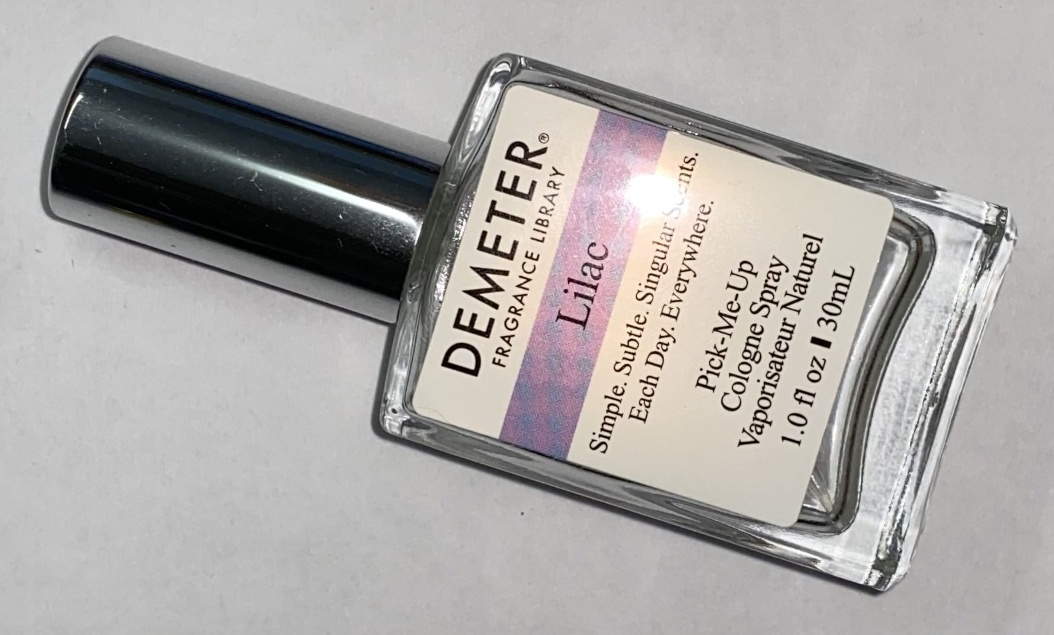 DEMETER®
FRAGRANCE LIBRARY
Lilac
Simple. Subtle. Singular Scents.
Each Day. Everywhere.
Pick-Me-Up
Cologne Spray
Vaporisateur Naturel
1.0 fl oz ❙ 30mL